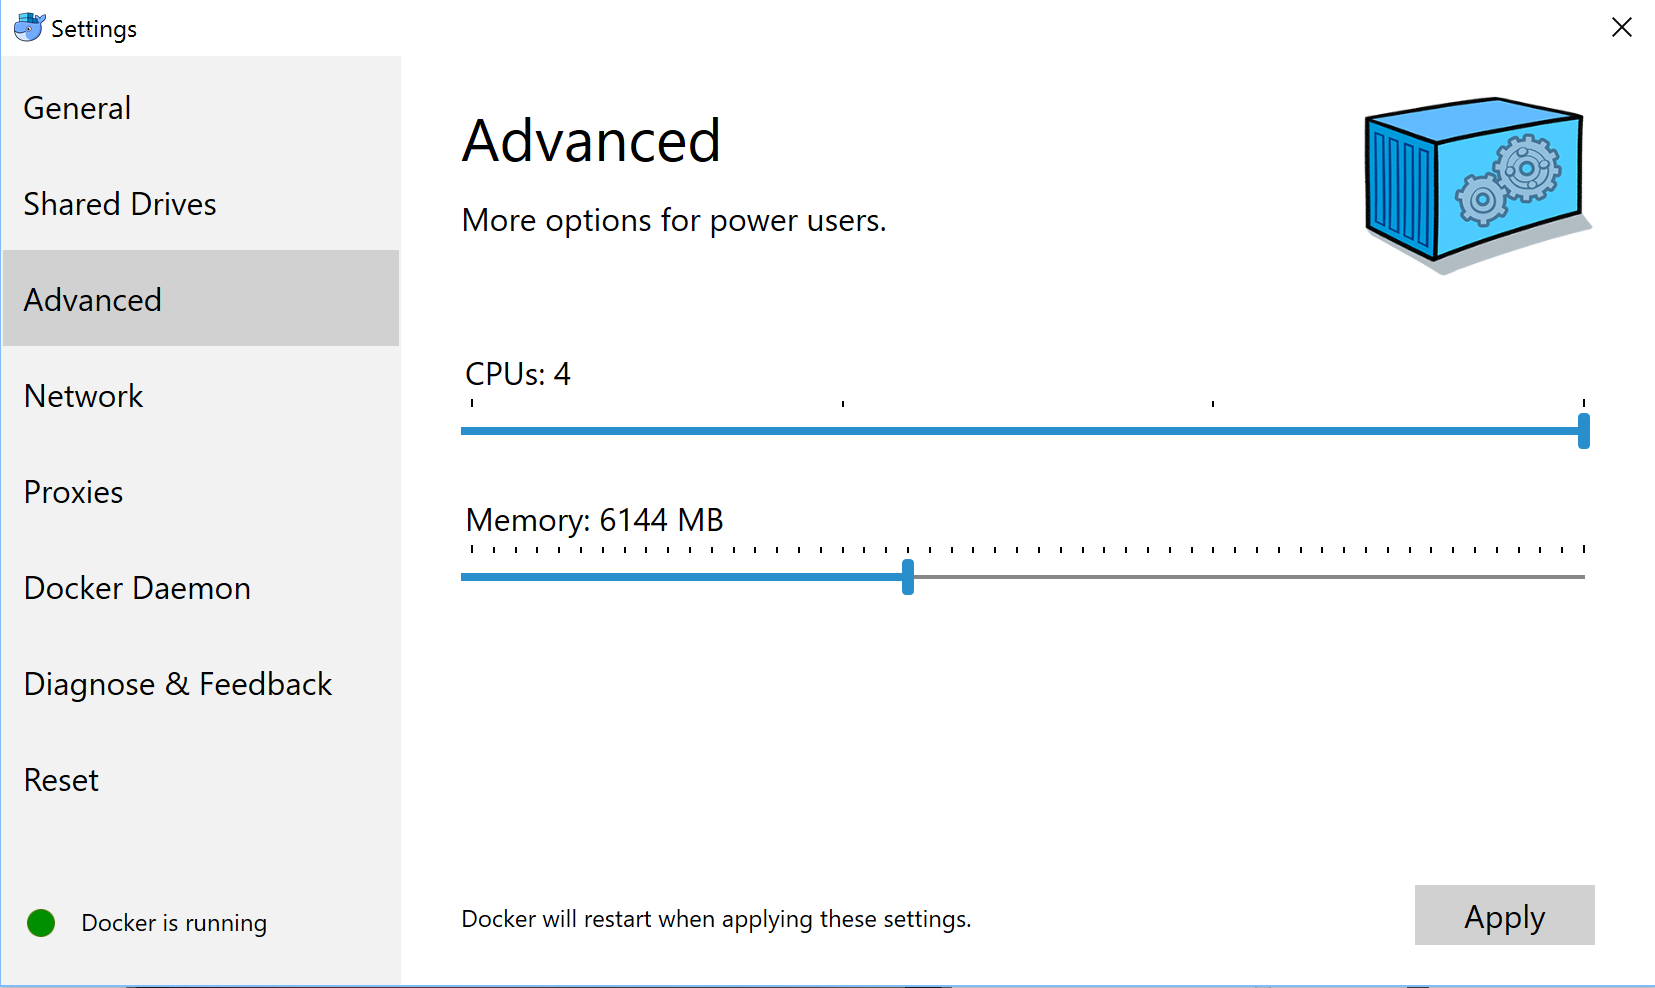 Settings
General
Shared Drives
Advanced
Network
Proxies
Docker Daemon
Diagnose & Feedback
Reset
Docker is running
Advanced
More options for power users.
CPUs: 4
Memory: 6144 MB
Docker will restart when applying these settings.
Apply